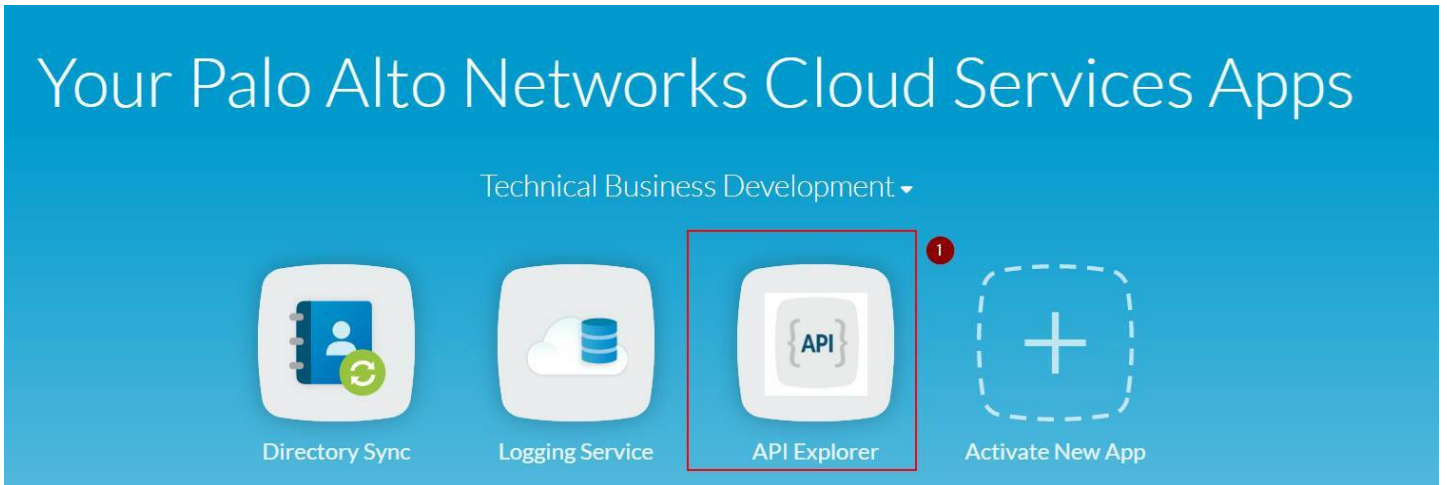 Your Palo Alto Networks Cloud Services Apps
Technical Business Development
1
{API}
Directory Sync
Logging Service
API Explorer
Activate New App